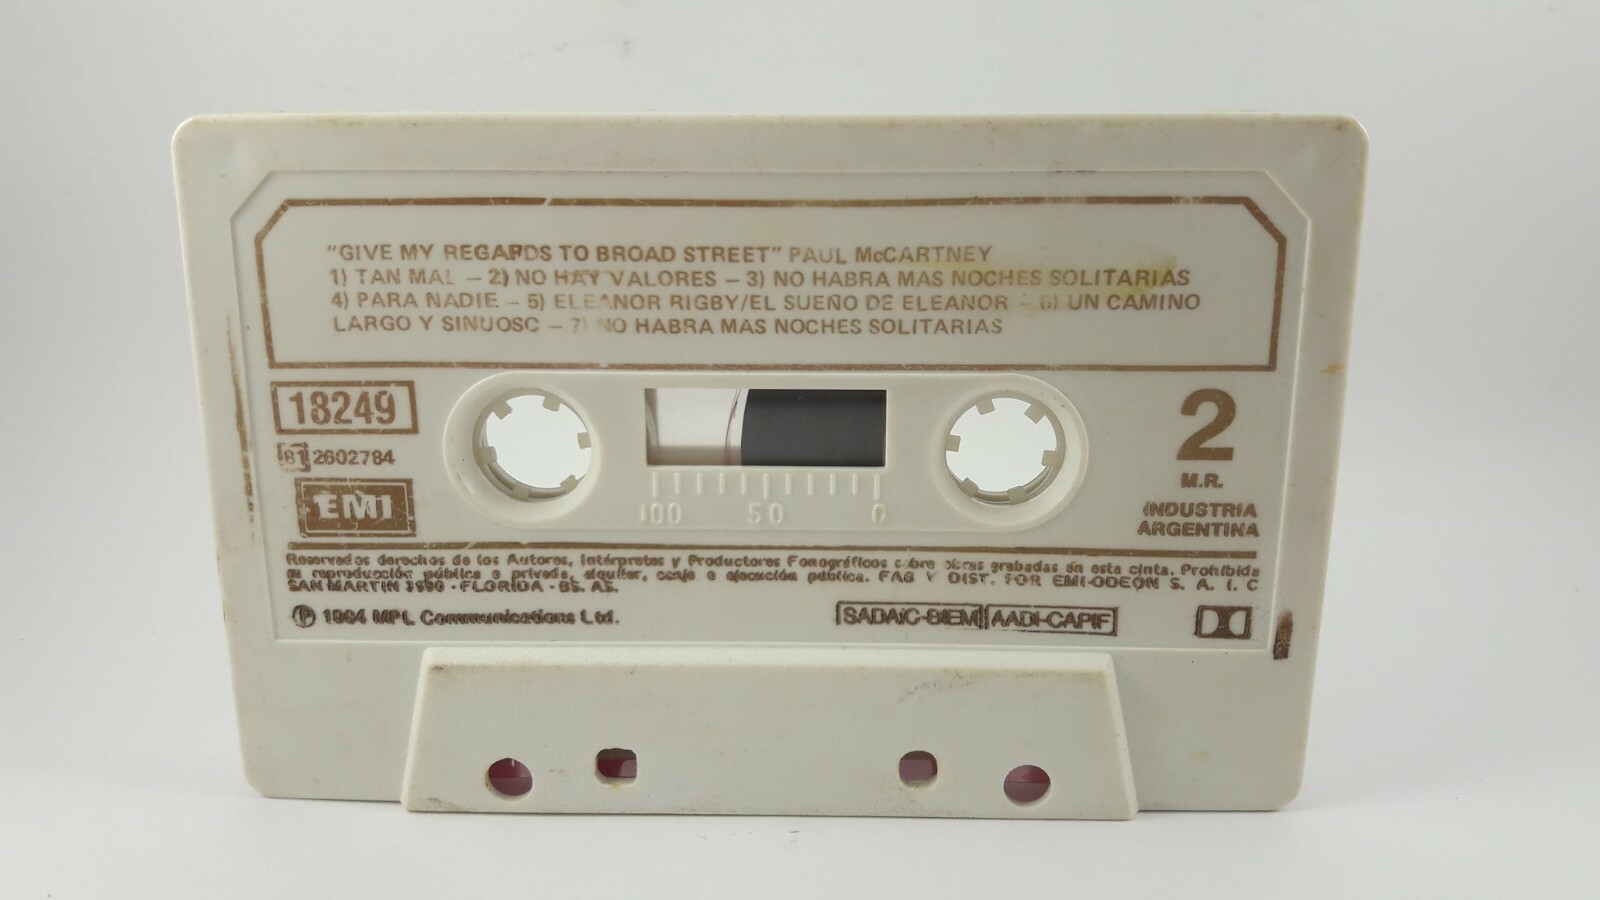 "GIVE MY REGARDS TO BROAD STREET" PAUL McCARTNEY
1) TAN MAL – 2) NO HAY VALORES – 3) NO HABRA MAS NOCHES SOLITARIAS
4) PARA NADIE – 5) ELEANOR RIGBY/EL SUEÑO DE ELEANOR – 6) UN CAMINO
LARGO Y SINUOSO – 7) NO HABRA MAS NOCHES SOLITARIAS
18249
81 2602784
EMI
100 50 0
2
M.R.
INDUSTRIA
ARGENTINA
Reservados derechos de los Autores, Intérpretes y Productores Fonográficos sobre obras grabadas en esta cinta. Prohibida
su reproducción pública o privada, alquiler, canje o ejecución pública. FAB Y DIST. POR EMI-ODEON S. A. I. C
SAN MARTIN 3590 - FLORIDA - BS. AS.
℗ 1984 MPL Communications Ltd.
SADAIC-BIEM AADI-CAPIF